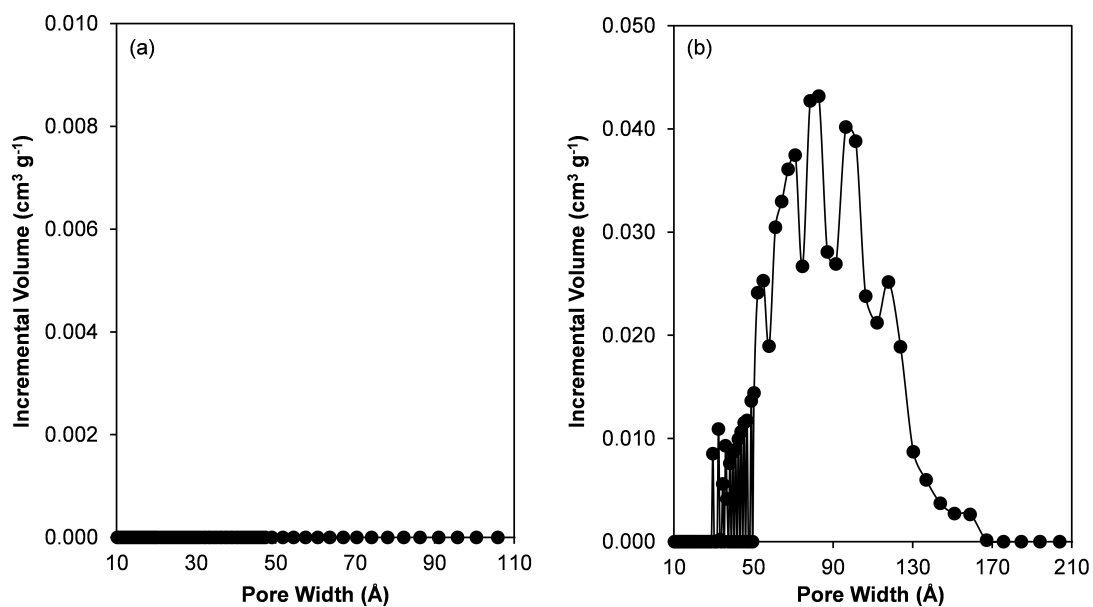 (a)
Incremental Volume (cm³ g⁻¹)
0.010
0.008
0.006
0.004
0.002
0.000
10 30 50 70 90 110
Pore Width (Å)
(b)
Incremental Volume (cm³ g⁻¹)
0.050
0.040
0.030
0.020
0.010
0.000
10 50 90 130 170 210
Pore Width (Å)